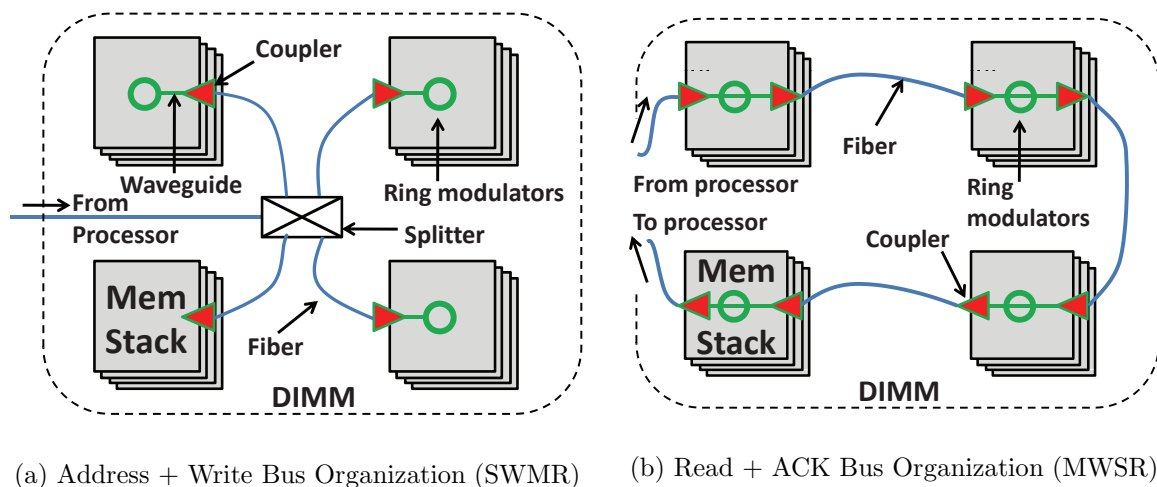 Coupler
Waveguide
Ring modulators
From
Processor
Splitter
Mem
Stack
Fiber
DIMM
(a) Address + Write Bus Organization (SWMR)
...
...
Fiber
From processor
Ring
modulators
To processor
Coupler
Mem
Stack
DIMM
(b) Read + ACK Bus Organization (MWSR)